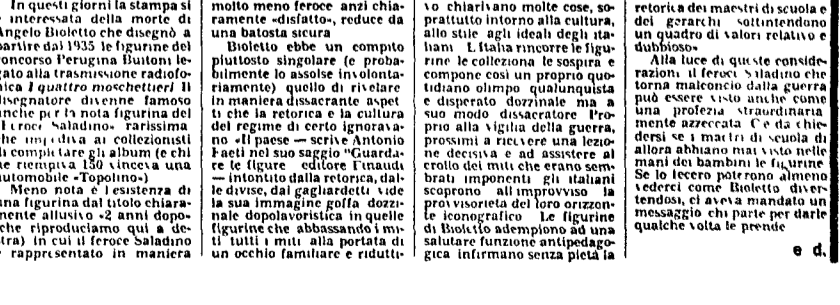 In questi giorni la stampa si
interessata della morte di
Angelo Bioletto che disegnò a
partire dal 1935 le figurine del
concorso Perugina Buitoni le-
gato alla trasmissione radiofo-
nica I quattro moschettieri Il
disegnatore divenne famoso
anche per la nota figurina del
Feroce Saladino» rarissima
che impediva ai collezionisti
di completare gli album (e chi
ne riempiva 150 vinceva una
automobile «Topolino»)
Meno nota è l esistenza di
una figurina dal titolo chiara-
mente allusivo «2 anni dopo»
che riproduciamo qui a de-
stra) in cui il feroce Saladino
rappresentato in maniera
molto meno feroce anzi chia-
ramente «disfatto», reduce da
una batosta sicura
Bioletto ebbe un compito
piuttosto singolare (e proba-
bilmente lo assolse involonta-
riamente) quello di rivelare
in maniera dissacrante aspet
ti che la retorica e la cultura
del regime di certo ignorava-
no «Il paese — scrive Antonio
Faeti nel suo saggio "Guarda-
re le figure editore Einaudi
— intontito dalla retorica, dal-
le divise, dai gagliardetti vide
la sua immagine goffa dozzi-
nale dopolavoristica in quelle
figurine che abbassando i mi-
ti tutti i miti alla portata di
un occhio familiare e ridutti-
vo chiarivano molte cose, so-
prattutto intorno alla cultura,
allo stile agli ideali degli ita-
liani L Italia rincorre le figu-
rine le colleziona le sospira e
compone così un proprio quo-
tidiano olimpo qualunquista
e disperato dozzinale ma a
suo modo dissacratore Pro-
prio alla vigilia della guerra,
prossimi a ricevere una lezio-
ne decisiva e ad assistere al
crollo dei miti che erano sem-
brati imponenti gli italiani
scoprono all improvviso la
provvisorietà del loro orizzon-
te iconografico Le figurine
di Bioletto adempiono ad una
salutare funzione antipedago-
gica infirmano senza pietà la
retorica dei maestri di scuola e
dei gerarchi sottintendono
un quadro di valori relativo e
dubbioso»
Alla luce di queste conside-
razioni il feroce Saladino che
torna malconcio dalla guerra
può essere visto anche come
una profezia straordinaria
mente azzeccata C'e da chie-
dersi se i maestri di scuola di
allora abbiano mai visto nelle
mani dei bambini le figurine
Se lo fecero poterono almeno
vederci come Bioletto diver-
tendosi, ci aveva mandato un
messaggio chi parte per darle
qualche volta le prende
e d.